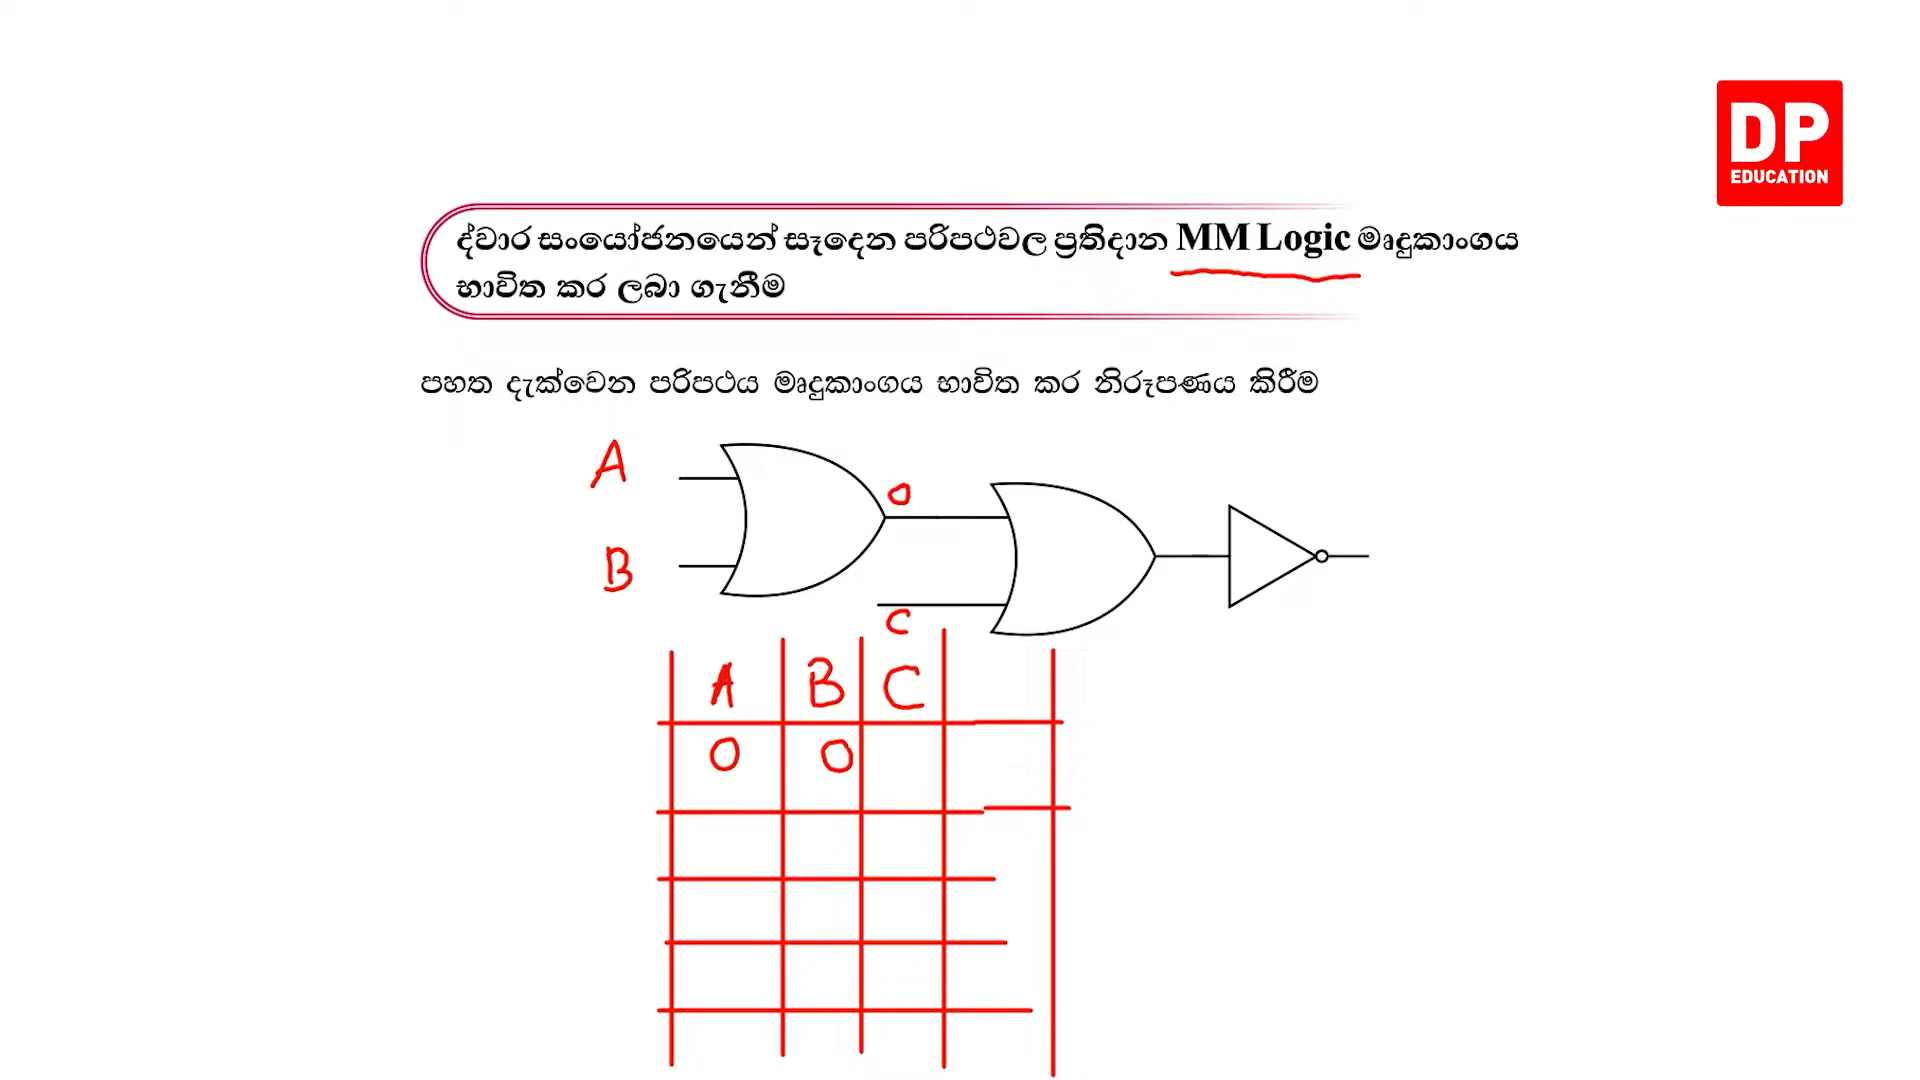 DP
EDUCATION
ද්වාර සංයෝජනයෙන් සෑදෙන පරිපථවල ප්‍රතිදාන MM Logic මෘදුකාංගය
භාවිත කර ලබා ගැනීම
පහත දැක්වෙන පරිපථය මෘදුකාංගය භාවිත කර නිරූපණය කිරීම
A
0
B
C
A B C
0 0